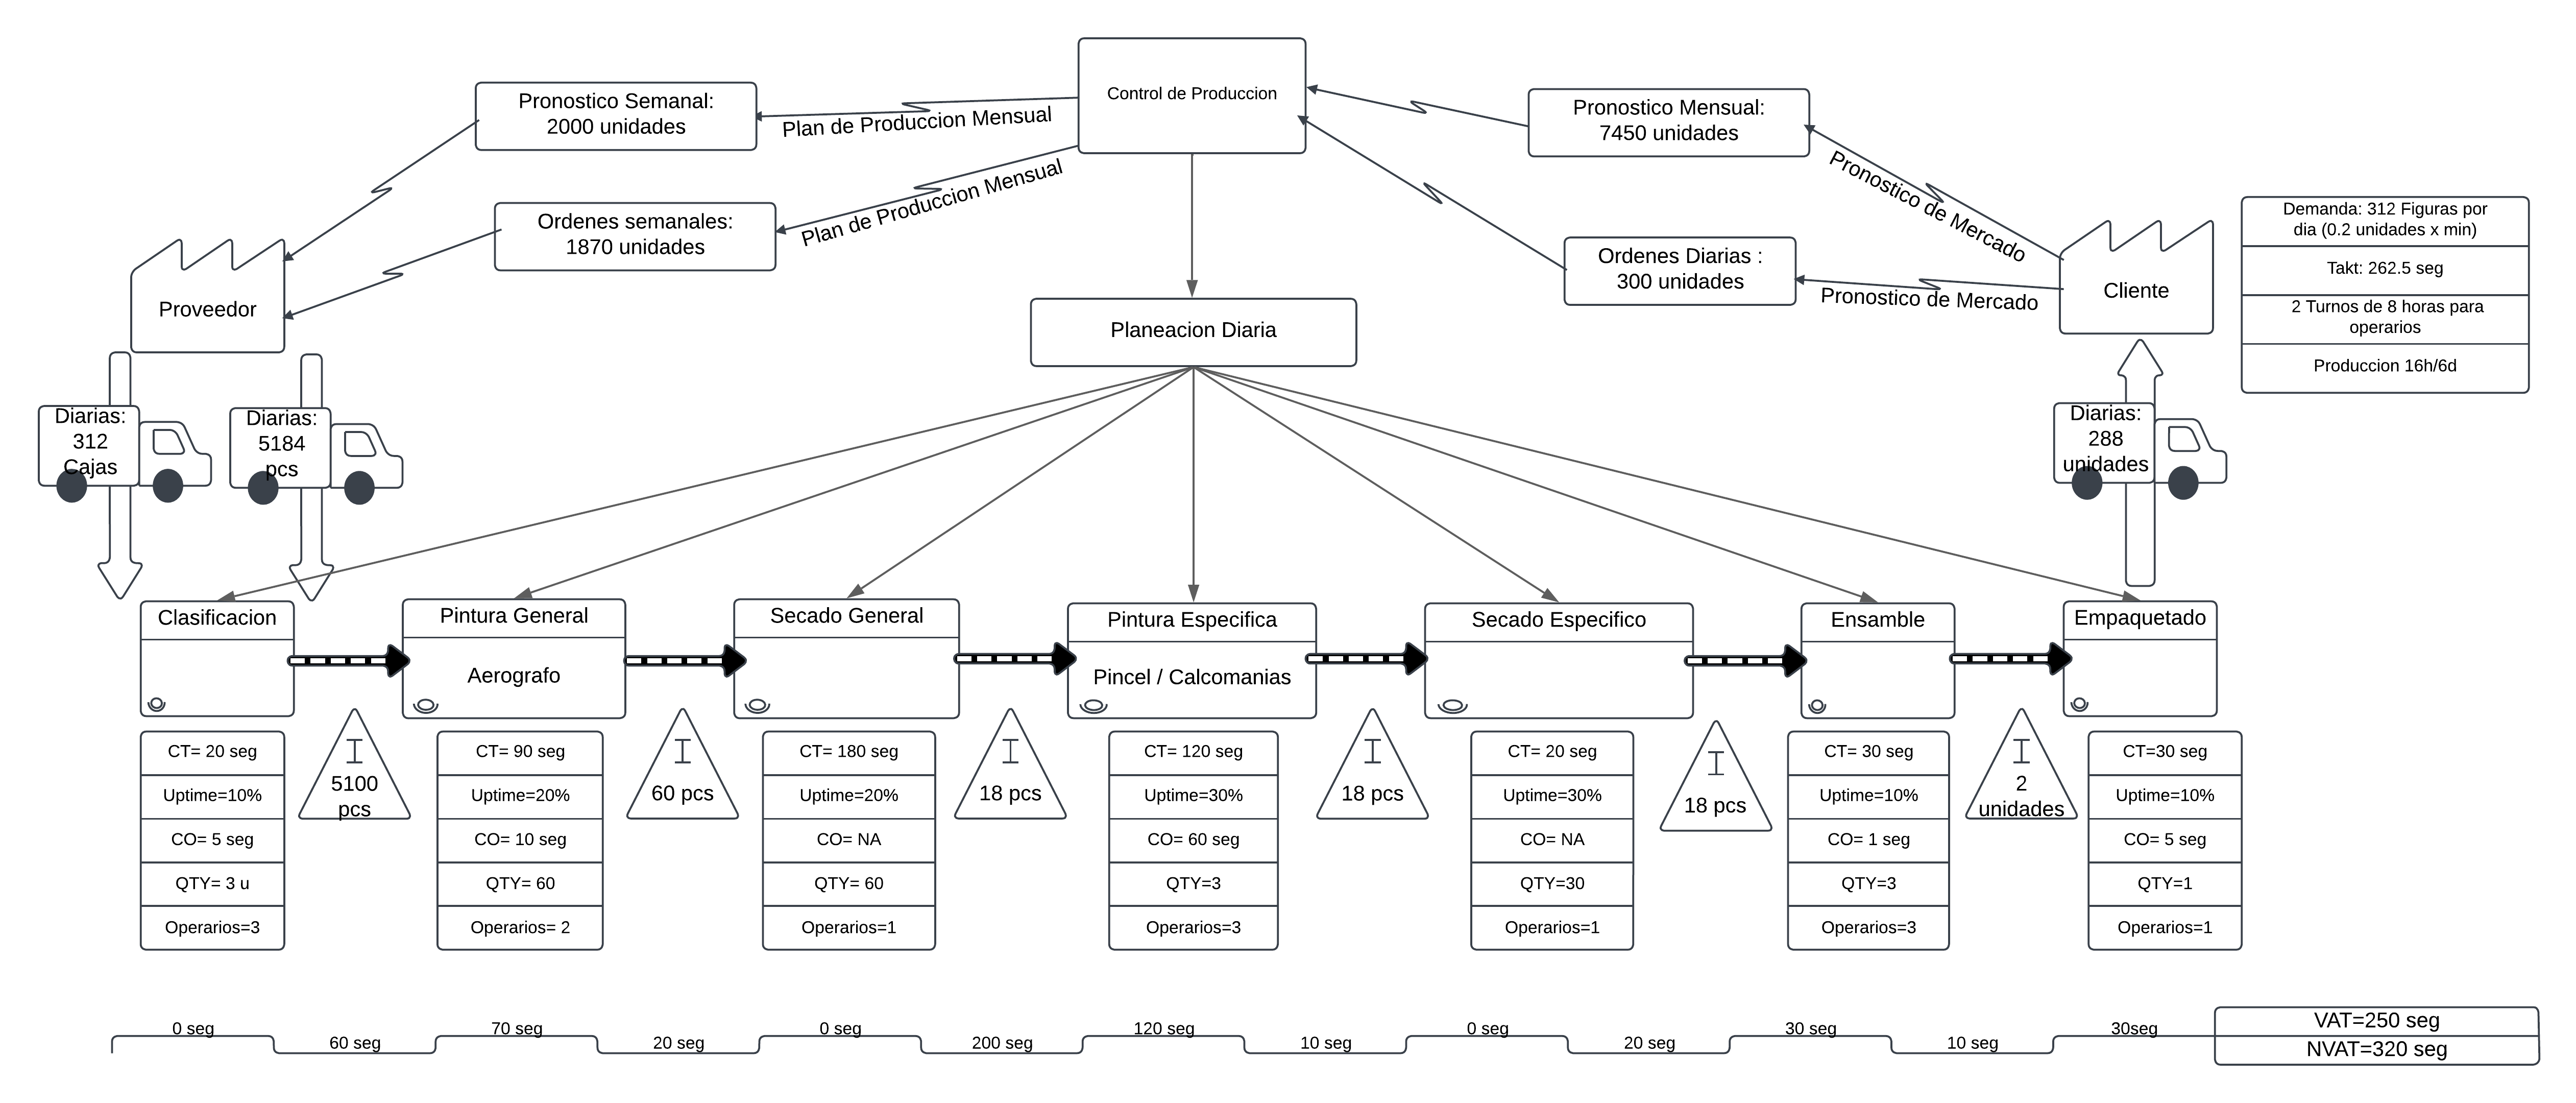 Control de Produccion
Pronostico Semanal:
2000 unidades
Plan de Produccion Mensual
Pronostico Mensual:
7450 unidades
Pronostico de Mercado
Ordenes semanales:
1870 unidades
Plan de Produccion Mensual
Ordenes Diarias :
300 unidades
Pronostico de Mercado
Proveedor
Cliente
Demanda: 312 Figuras por
dia (0.2 unidades x min)
Takt: 262.5 seg
2 Turnos de 8 horas para
operarios
Produccion 16h/6d
Planeacion Diaria
Diarias:
312
Cajas
Diarias:
5184
pcs
Diarias:
288
unidades
Clasificacion
Pintura General
Aerografo
Secado General
Pintura Especifica
Pincel / Calcomanias
Secado Especifico
Ensamble
Empaquetado
CT= 20 seg
Uptime=10%
CO= 5 seg
QTY= 3 u
Operarios=3
I
5100
pcs
CT= 90 seg
Uptime=20%
CO= 10 seg
QTY= 60
Operarios= 2
I
60 pcs
CT= 180 seg
Uptime=20%
CO= NA
QTY= 60
Operarios=1
I
18 pcs
CT= 120 seg
Uptime=30%
CO= 60 seg
QTY=3
Operarios=3
I
18 pcs
CT= 20 seg
Uptime=30%
CO= NA
QTY=30
Operarios=1
I
18 pcs
CT= 30 seg
Uptime=10%
CO= 1 seg
QTY=3
Operarios=3
I
2
unidades
CT=30 seg
Uptime=10%
CO= 5 seg
QTY=1
Operarios=1
0 seg
60 seg
70 seg
20 seg
0 seg
200 seg
120 seg
10 seg
0 seg
20 seg
30 seg
10 seg
30seg
VAT=250 seg
NVAT=320 seg